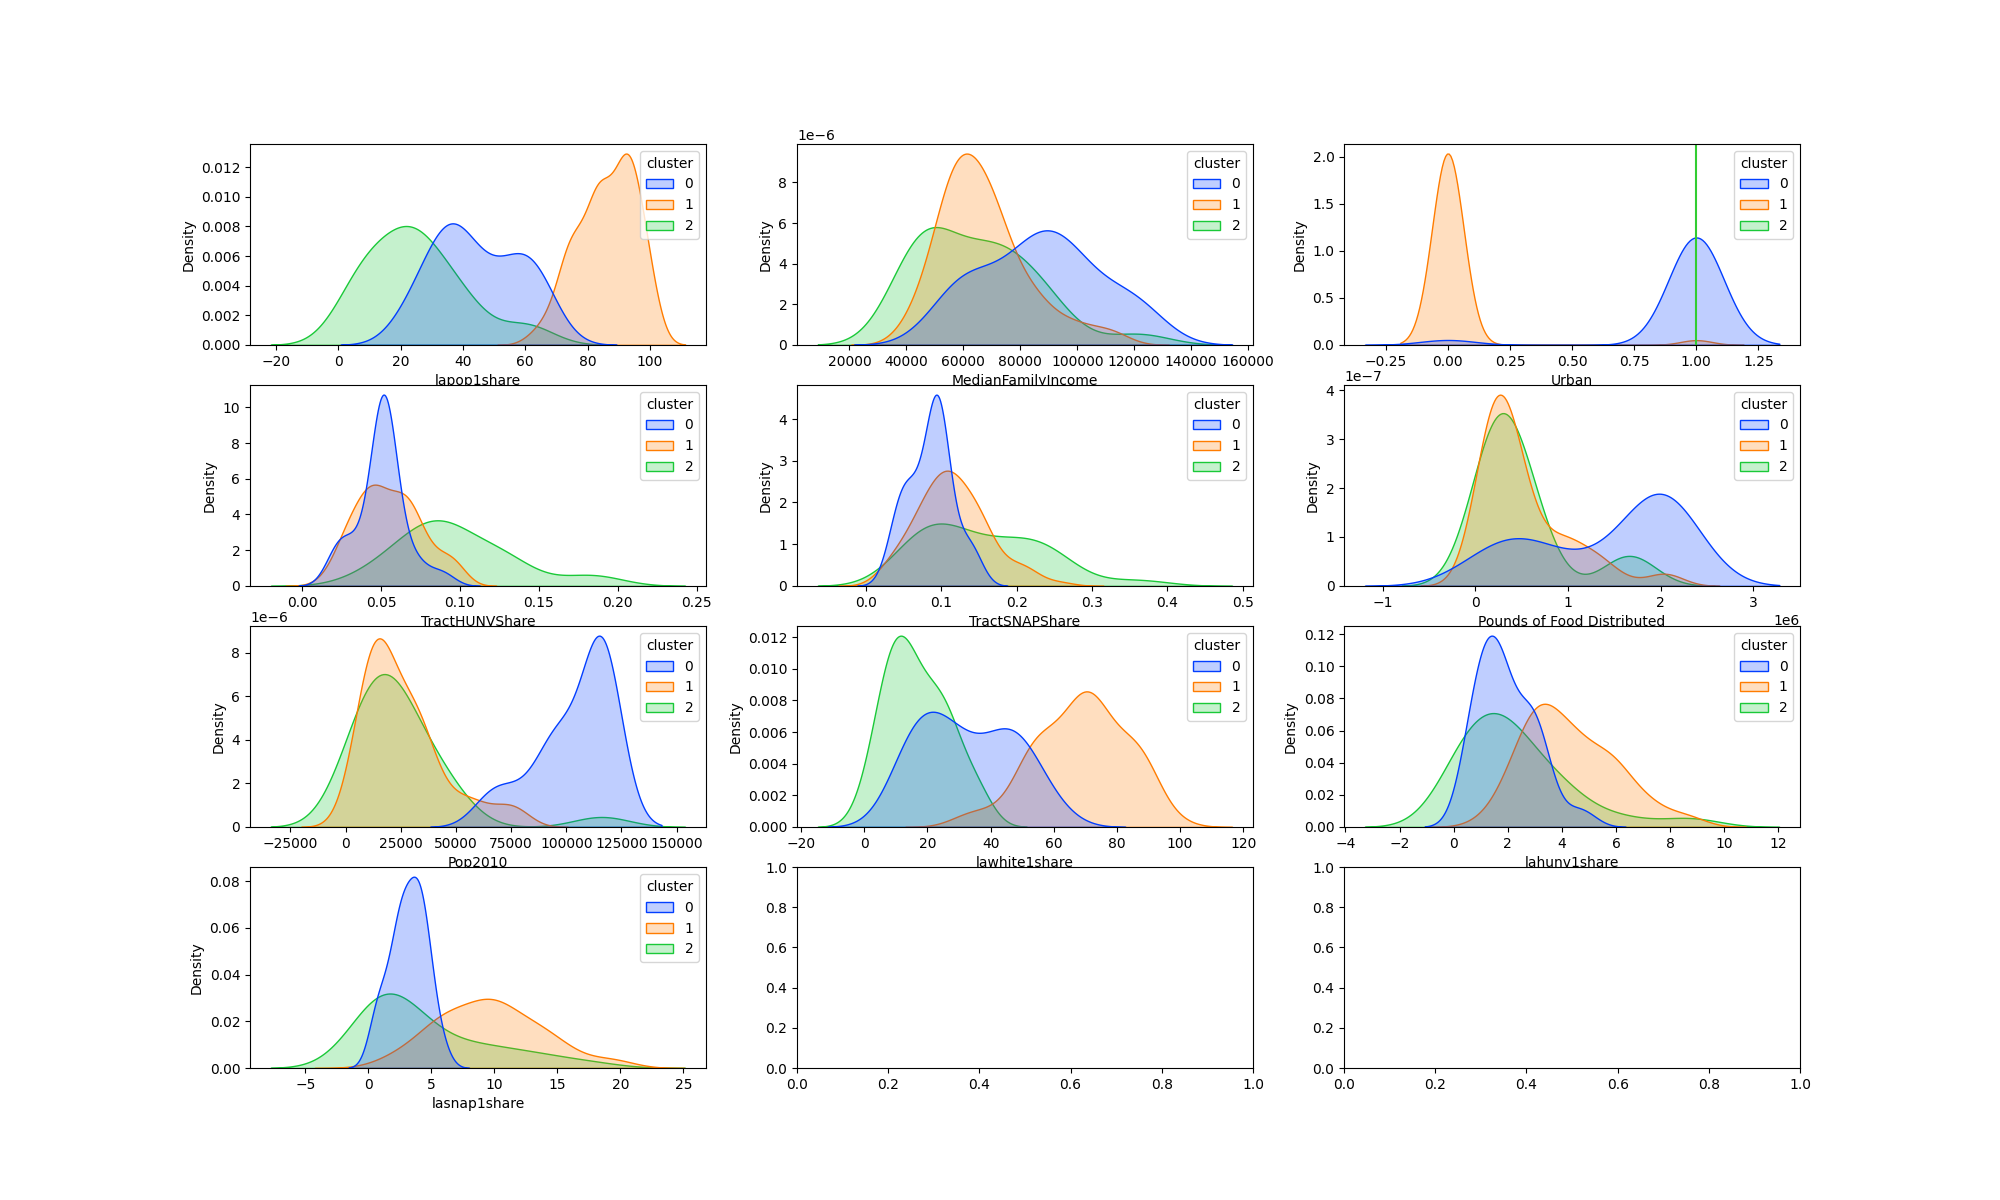 Density
0.012
0.010
0.008
0.006
0.004
0.002
0.000
cluster
0
1
2
−20 0 20 40 60 80 100
lapop1share
1e−6
Density
8
6
4
2
0
cluster
0
1
2
20000 40000 60000 80000 100000 120000 140000 160000
MedianFamilyIncome
Density
2.0
1.5
1.0
0.5
0.0
cluster
0
1
2
−0.25 0.00 0.25 0.50 0.75 1.00 1.25
Urban
Density
10
8
6
4
2
0
cluster
0
1
2
0.00 0.05 0.10 0.15 0.20 0.25
TractHUNVShare
Density
4
3
2
1
0
cluster
0
1
2
0.0 0.1 0.2 0.3 0.4 0.5
TractSNAPShare
1e−7
Density
4
3
2
1
0
cluster
0
1
2
−1 0 1 2 3
Pounds of Food Distributed
1e6
1e−6
Density
8
6
4
2
0
cluster
0
1
2
−25000 0 25000 50000 75000 100000 125000 150000
Pop2010
Density
0.012
0.010
0.008
0.006
0.004
0.002
0.000
cluster
0
1
2
−20 0 20 40 60 80 100 120
lawhite1share
Density
0.12
0.10
0.08
0.06
0.04
0.02
0.00
cluster
0
1
2
−4 −2 0 2 4 6 8 10 12
lahunv1share
Density
0.08
0.06
0.04
0.02
0.00
cluster
0
1
2
−5 0 5 10 15 20 25
lasnap1share
1.0
0.8
0.6
0.4
0.2
0.0
0.0 0.2 0.4 0.6 0.8 1.0
1.0
0.8
0.6
0.4
0.2
0.0
0.0 0.2 0.4 0.6 0.8 1.0